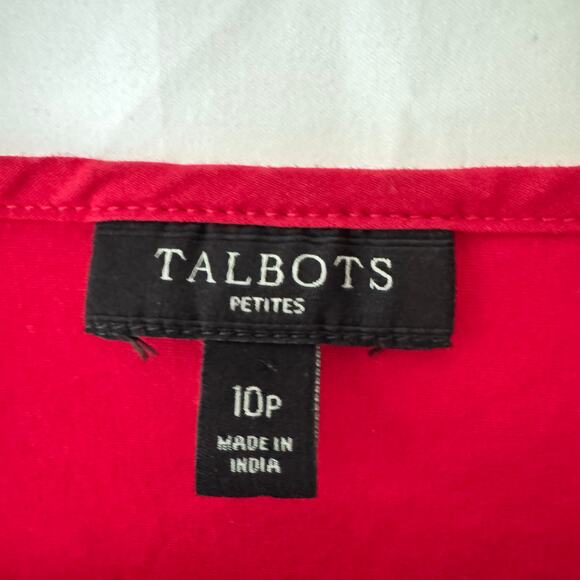 TALBOTS
PETITES
10P
MADE IN
INDIA